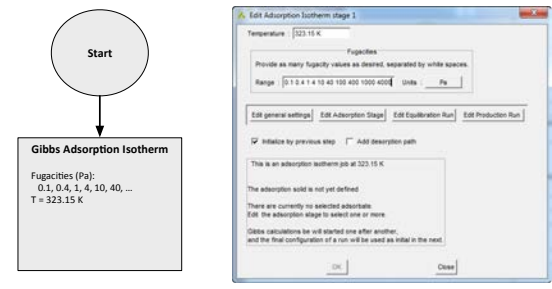 Start
Gibbs Adsorption Isotherm
Fugacities (Pa):
0.1, 0.4, 1, 4, 10, 40, ...
T = 323.15 K
Edit Adsorption Isotherm stage 1
Temperature : 323.15 K
Fugacities
Provide as many fugacity values as desired, separated by white spaces.
Range : 0.1 0.4 1 4 10 40 100 400 1000 4000 Units : Pa
Edit general settings Edit Adsorption Stage Edit Equilibration Run Edit Production Run
Initialize by previous step Add desorption path
This is an adsorption isotherm job at 323.15 K
The adsorption solid is not yet defined
There are currently no selected adsorbate.
Edit the adsorption stage to select one or more.
Gibbs calculations be will started one after another,
and the final configuration of a run will be used as initial in the next.
OK Close